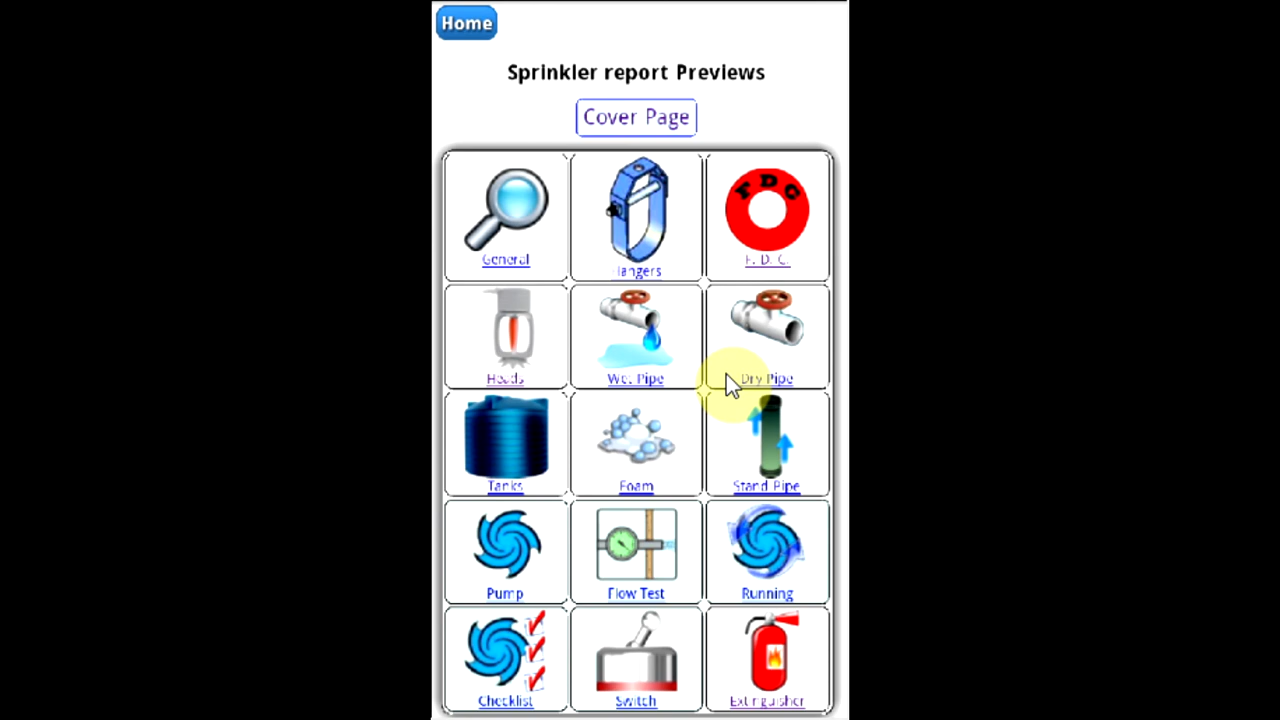 Home
Sprinkler report Previews
Cover Page
FDC
General
Hangers
F. D. C.
Heads
Wet Pipe
Dry Pipe
Tanks
Foam
Stand Pipe
Pump
Flow Test
Running
Checklist
Switch
Extinguisher